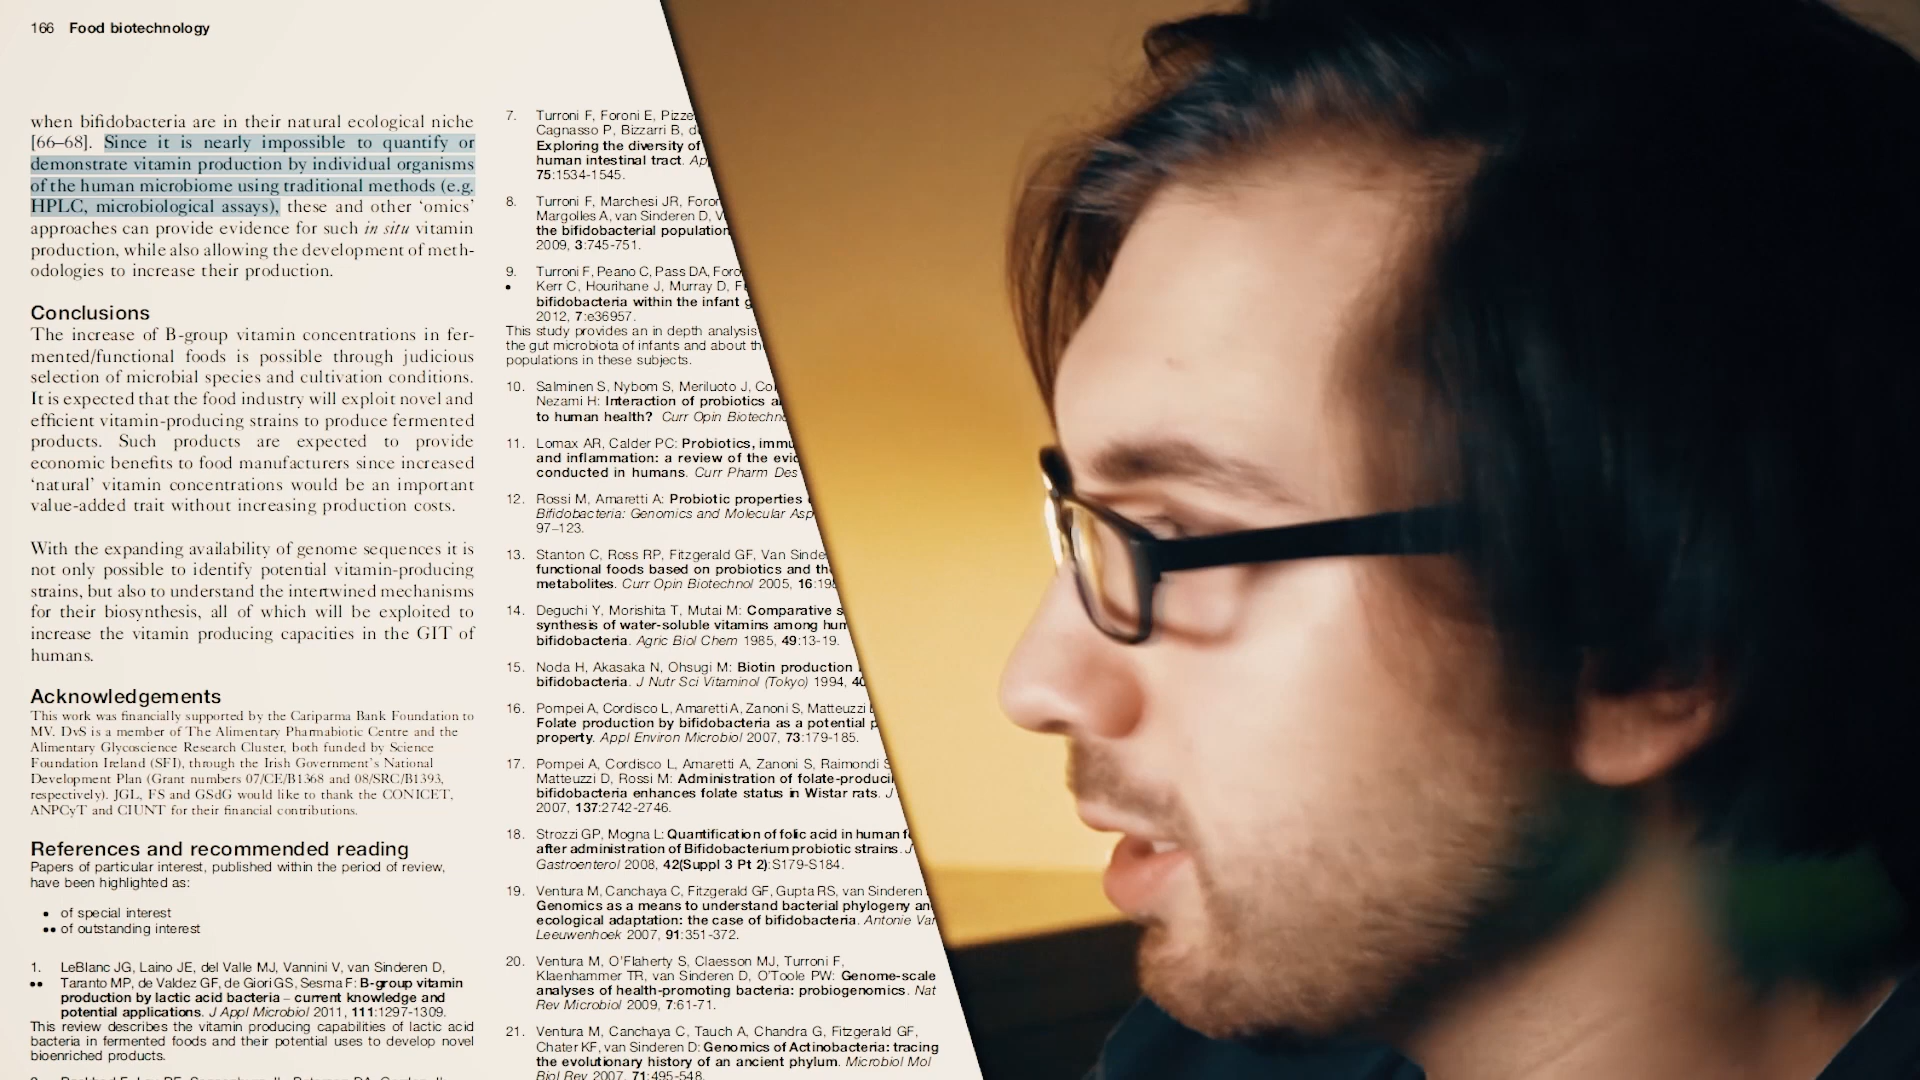 166 Food biotechnology
when bifidobacteria are in their natural ecological niche
[66–68]. Since it is nearly impossible to quantify or
demonstrate vitamin production by individual organisms
of the human microbiome using traditional methods (e.g.
HPLC, microbiological assays), these and other ‘omics’
approaches can provide evidence for such in situ vitamin
production, while also allowing the development of meth-
odologies to increase their production.
Conclusions
The increase of B-group vitamin concentrations in fer-
mented/functional foods is possible through judicious
selection of microbial species and cultivation conditions.
It is expected that the food industry will exploit novel and
efficient vitamin-producing strains to produce fermented
products. Such products are expected to provide
economic benefits to food manufacturers since increased
‘natural’ vitamin concentrations would be an important
value-added trait without increasing production costs.
With the expanding availability of genome sequences it is
not only possible to identify potential vitamin-producing
strains, but also to understand the intertwined mechanisms
for their biosynthesis, all of which will be exploited to
increase the vitamin producing capacities in the GIT of
humans.
Acknowledgements
This work was financially supported by the Cariparma Bank Foundation to
MV. DvS is a member of The Alimentary Pharmabiotic Centre and the
Alimentary Glycoscience Research Cluster, both funded by Science
Foundation Ireland (SFI), through the Irish Government’s National
Development Plan (Grant numbers 07/CE/B1368 and 08/SRC/B1393,
respectively). JGL, FS and GSdG would like to thank the CONICET,
ANPCyT and CIUNT for their financial contributions.
References and recommended reading
Papers of particular interest, published within the period of review,
have been highlighted as:
• of special interest
•• of outstanding interest
1. LeBlanc JG, Laino JE, del Valle MJ, Vannini V, van Sinderen D,
•• Taranto MP, de Valdez GF, de Giori GS, Sesma F: B-group vitamin
production by lactic acid bacteria – current knowledge and
potential applications. J Appl Microbiol 2011, 111:1297-1309.
This review describes the vitamin producing capabilities of lactic acid
bacteria in fermented foods and their potential uses to develop novel
bioenriched products.
7. Turroni F, Foroni E, Pizze
Cagnasso P, Bizzarri B,
Exploring the diversity of
human intestinal tract.
75:1534-1545.
8. Turroni F, Marchesi JR, Foron
Margolles A, van Sinderen D,
the bifidobacterial population
2009, 3:745-751.
9. Turroni F, Peano C, Pass DA, Foro
• Kerr C, Hourihane J, Murray D,
bifidobacteria within the infant
2012, 7:e36957.
This study provides an in depth analysis
the gut microbiota of infants and about th
populations in these subjects.
10. Salminen S, Nybom S, Meriluoto J, Co
Nezami H: Interaction of probiotics
to human health? Curr Opin Biotechno
11. Lomax AR, Calder PC: Probiotics, immu
and inflammation: a review of the evid
conducted in humans. Curr Pharm Des
12. Rossi M, Amaretti A: Probiotic properties
Bifidobacteria: Genomics and Molecular Asp
97–123.
13. Stanton C, Ross RP, Fitzgerald GF, Van Sinde
functional foods based on probiotics and th
metabolites. Curr Opin Biotechnol 2005, 16:19
14. Deguchi Y, Morishita T, Mutai M: Comparative s
synthesis of water-soluble vitamins among hum
bifidobacteria. Agric Biol Chem 1985, 49:13-19.
15. Noda H, Akasaka N, Ohsugi M: Biotin production
bifidobacteria. J Nutr Sci Vitaminol (Tokyo) 1994, 40
16. Pompei A, Cordisco L, Amaretti A, Zanoni S, Matteuzzi
Folate production by bifidobacteria as a potential p
property. Appl Environ Microbiol 2007, 73:179-185.
17. Pompei A, Cordisco L, Amaretti A, Zanoni S, Raimondi S
Matteuzzi D, Rossi M: Administration of folate-produci
bifidobacteria enhances folate status in Wistar rats. J
2007, 137:2742-2746.
18. Strozzi GP, Mogna L: Quantification of folic acid in human f
after administration of Bifidobacterium probiotic strains. J
Gastroenterol 2008, 42(Suppl 3 Pt 2):S179-S184.
19. Ventura M, Canchaya C, Fitzgerald GF, Gupta RS, van Sinderen
Genomics as a means to understand bacterial phylogeny an
ecological adaptation: the case of bifidobacteria. Antonie Van
Leeuwenhoek 2007, 91:351-372.
20. Ventura M, O’Flaherty S, Claesson MJ, Turroni F,
Klaenhammer TR, van Sinderen D, O’Toole PW: Genome-scale
analyses of health-promoting bacteria: probiogenomics. Nat
Rev Microbiol 2009, 7:61-71.
21. Ventura M, Canchaya C, Tauch A, Chandra G, Fitzgerald GF,
Chater KF, van Sinderen D: Genomics of Actinobacteria: tracing
the evolutionary history of an ancient phylum. Microbiol Mol
Biol Rev 2007, 71:495-548.